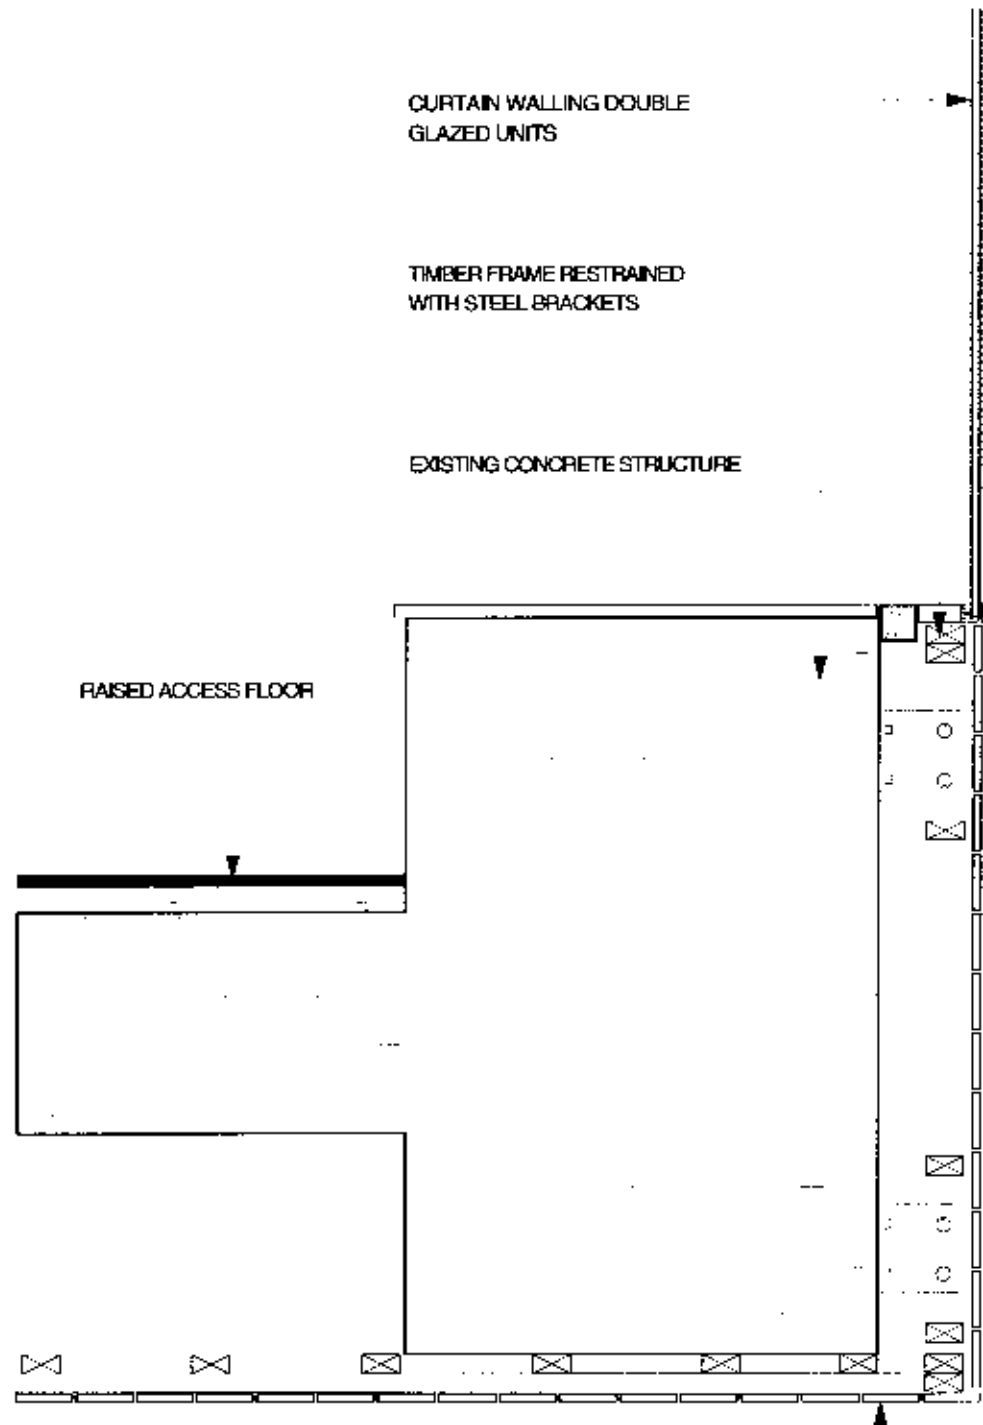 CURTAIN WALLING DOUBLE
GLAZED UNITS
TIMBER FRAME RESTRAINED
WITH STEEL BRACKETS
EXISTING CONCRETE STRUCTURE
RAISED ACCESS FLOOR